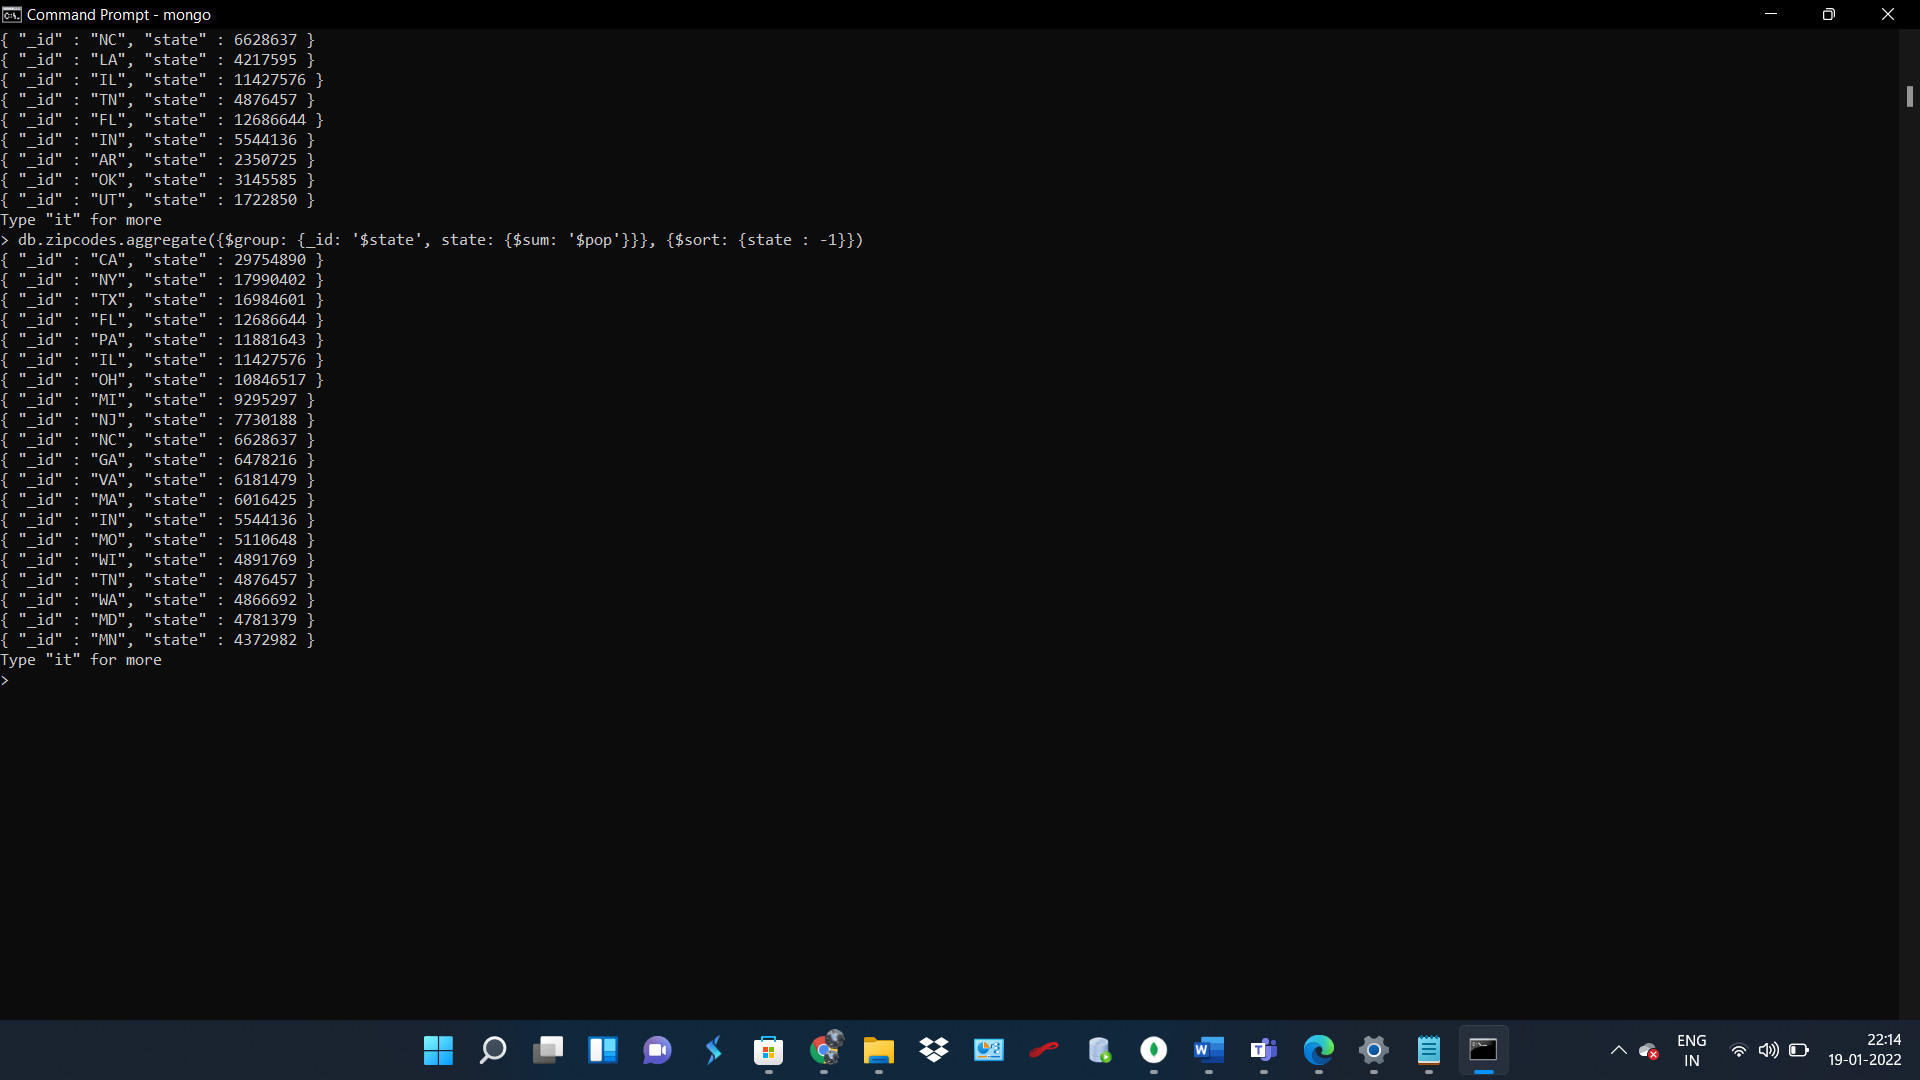 Command Prompt - mongo
{ "_id" : "NC", "state" : 6628637 }
{ "_id" : "LA", "state" : 4217595 }
{ "_id" : "IL", "state" : 11427576 }
{ "_id" : "TN", "state" : 4876457 }
{ "_id" : "FL", "state" : 12686644 }
{ "_id" : "IN", "state" : 5544136 }
{ "_id" : "AR", "state" : 2350725 }
{ "_id" : "OK", "state" : 3145585 }
{ "_id" : "UT", "state" : 1722850 }
Type "it" for more
> db.zipcodes.aggregate({$group: {_id: '$state', state: {$sum: '$pop'}}}, {$sort: {state : -1}})
{ "_id" : "CA", "state" : 29754890 }
{ "_id" : "NY", "state" : 17990402 }
{ "_id" : "TX", "state" : 16984601 }
{ "_id" : "FL", "state" : 12686644 }
{ "_id" : "PA", "state" : 11881643 }
{ "_id" : "IL", "state" : 11427576 }
{ "_id" : "OH", "state" : 10846517 }
{ "_id" : "MI", "state" : 9295297 }
{ "_id" : "NJ", "state" : 7730188 }
{ "_id" : "NC", "state" : 6628637 }
{ "_id" : "GA", "state" : 6478216 }
{ "_id" : "VA", "state" : 6181479 }
{ "_id" : "MA", "state" : 6016425 }
{ "_id" : "IN", "state" : 5544136 }
{ "_id" : "MO", "state" : 5110648 }
{ "_id" : "WI", "state" : 4891769 }
{ "_id" : "TN", "state" : 4876457 }
{ "_id" : "WA", "state" : 4866692 }
{ "_id" : "MD", "state" : 4781379 }
{ "_id" : "MN", "state" : 4372982 }
Type "it" for more
>
ENG
IN
22:14
19-01-2022